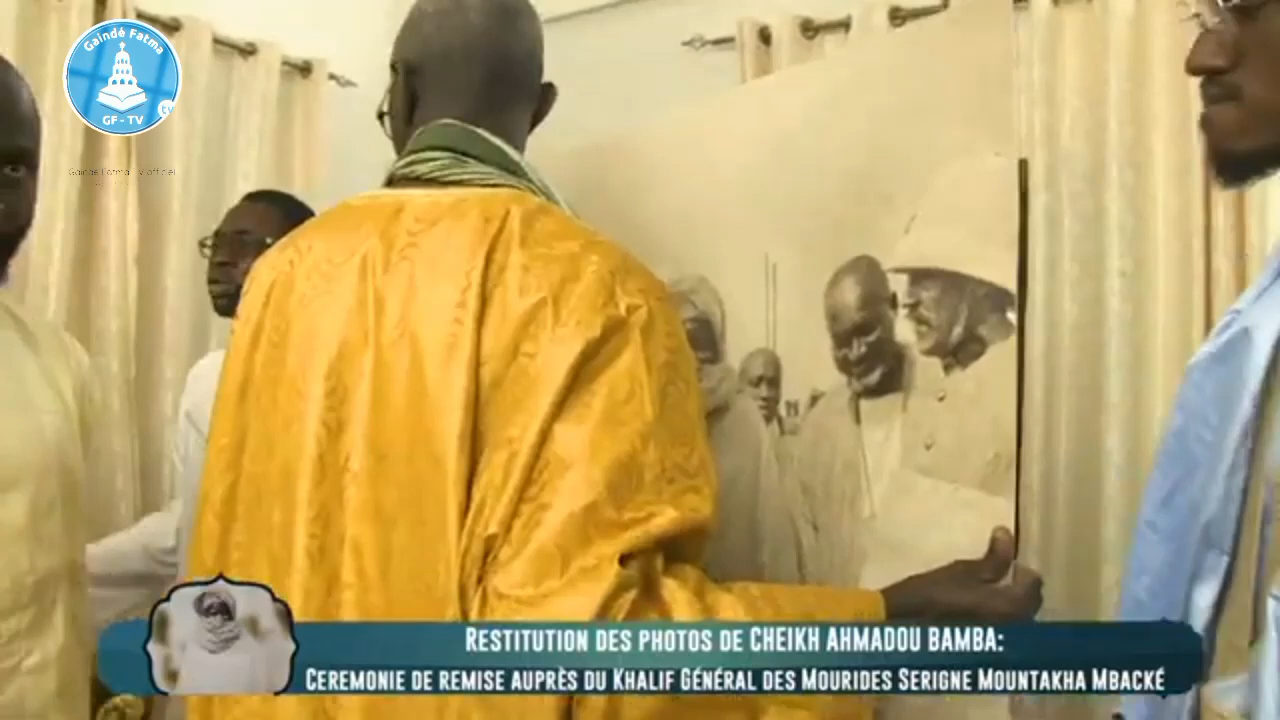 Gaindé Fatma
tv
GF - TV
RESTITUTION DES PHOTOS DE CHEIKH AHMADOU BAMBA:
CEREMONIE DE REMISE AUPRÈS DU KHALIF GÉNÉRAL DES MOURIDES SERIGNE MOUNTAKHA MBACKÉ